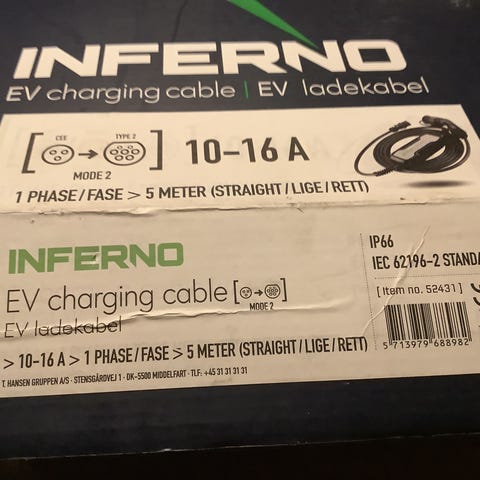 INFERNO
EV charging cable | EV ladekabel
CEE TYPE 2
MODE 2
10-16 A
1 PHASE / FASE > 5 METER (STRAIGHT / LIGE / RETT)
INFERNO
EV charging cable
MODE 2
EV ladekabel
> 10-16 A > 1 PHASE / FASE > 5 METER (STRAIGHT / LIGE / RETT)
T. HANSEN GRUPPEN A/S · STENSGÅRDVEJ 1 · DK-5500 MIDDELFART · TLF: +45 31 31 31 31
IP66
IEC 62196-2
[ Item no. 52431 ]
5 713979 688982